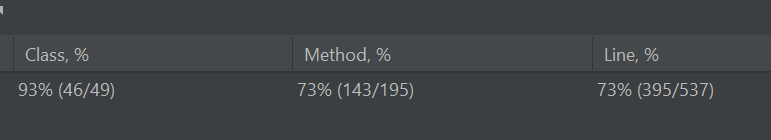 Class, % Method, % Line, %
93% (46/49) 73% (143/195) 73% (395/537)